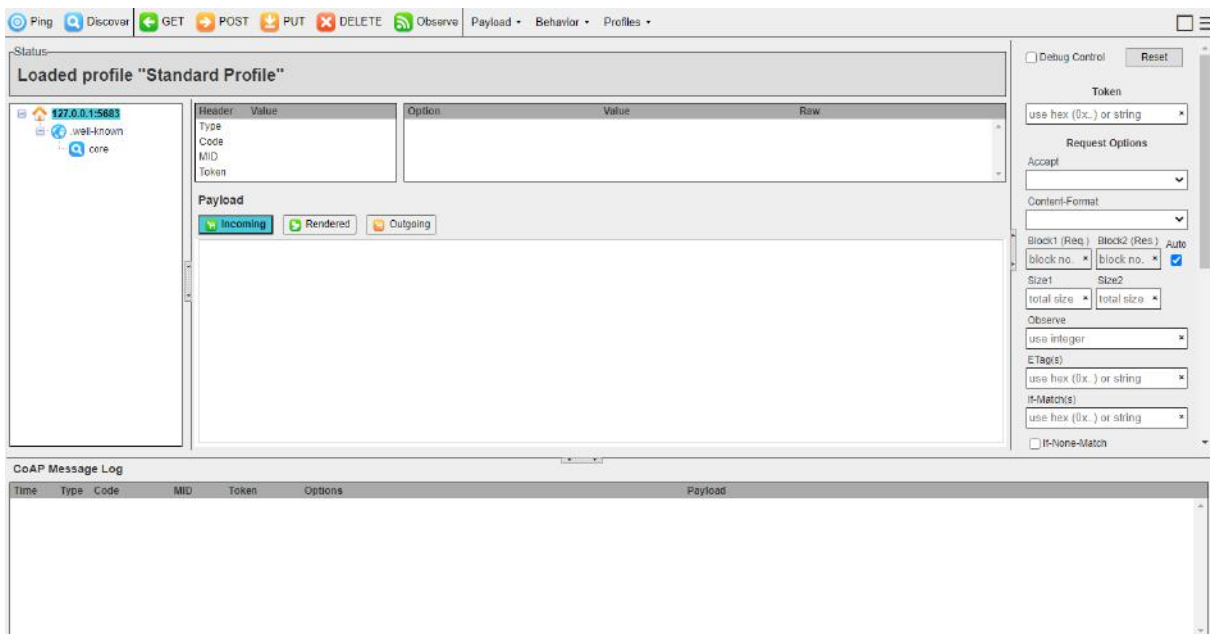 Ping Discover GET POST PUT DELETE Observe Payload Behavior Profiles
Status
Loaded profile "Standard Profile"
127.0.0.1:5683
.well-known
core
Header Value
Type
Code
MID
Token
Option Value Raw
Payload
Incoming Rendered Outgoing
Debug Control Reset
Token
use hex (0x..) or string
Request Options
Accept
Content-Format
Block1 (Req.) Block2 (Res.) Auto
block no. block no.
Size1 Size2
total size total size
Observe
use integer
ETag(s)
use hex (0x..) or string
If-Match(s)
use hex (0x..) or string
If-None-Match
CoAP Message Log
Time Type Code MID Token Options Payload